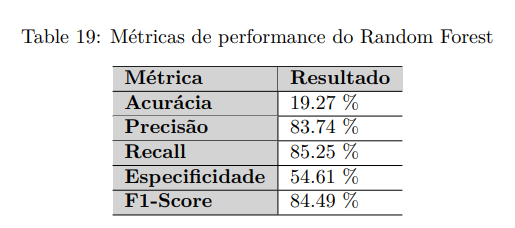 Table 19: Métricas de performance do Random Forest
Métrica Resultado
Acurácia 19.27 %
Precisão 83.74 %
Recall 85.25 %
Especificidade 54.61 %
F1-Score 84.49 %